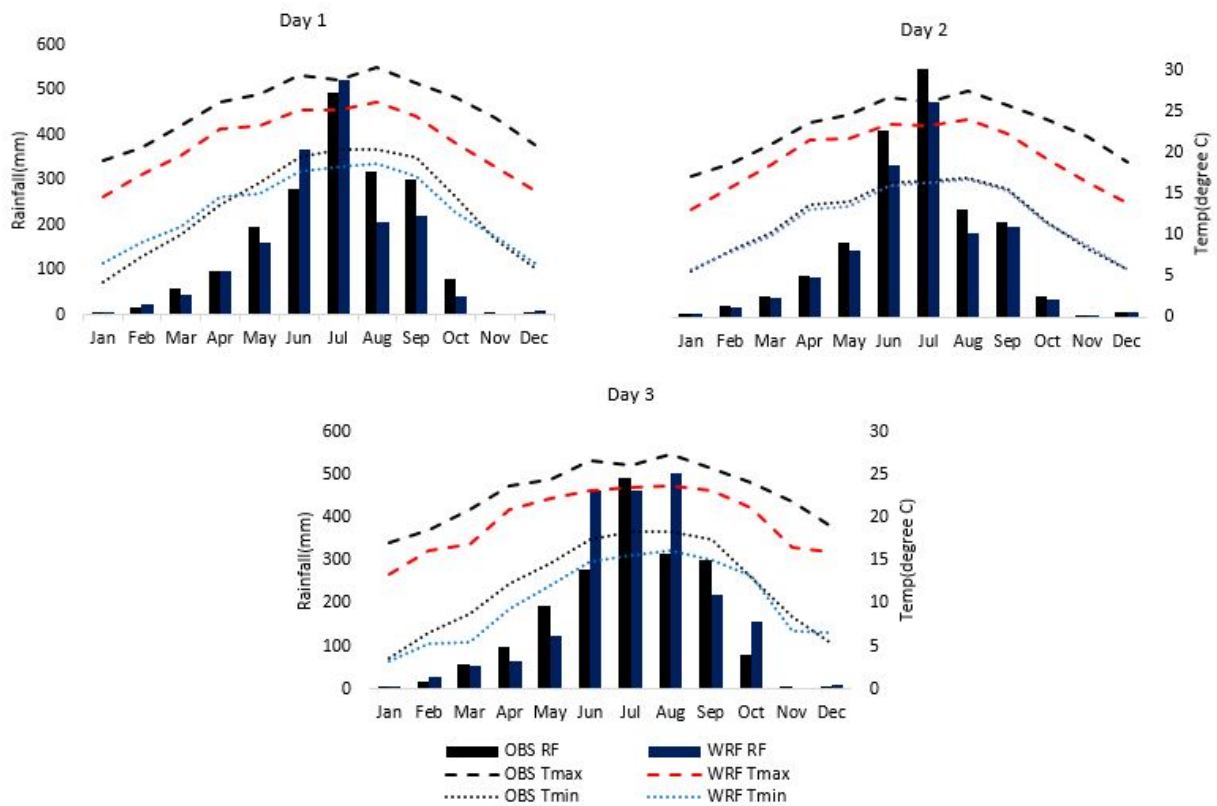 Day 1
600
500
400
300
200
100
0
Rainfall(mm)
Jan Feb Mar Apr May Jun Jul Aug Sep Oct Nov Dec
Day 2
30
25
20
15
10
5
0
Temp(degree C)
Jan Feb Mar Apr May Jun Jul Aug Sep Oct Nov Dec
Day 3
600
500
400
300
200
100
0
Rainfall(mm)
30
25
20
15
10
5
0
Temp(degree C)
Jan Feb Mar Apr May Jun Jul Aug Sep Oct Nov Dec
OBS RF WRF RF
OBS Tmax WRF Tmax
OBS Tmin WRF Tmin